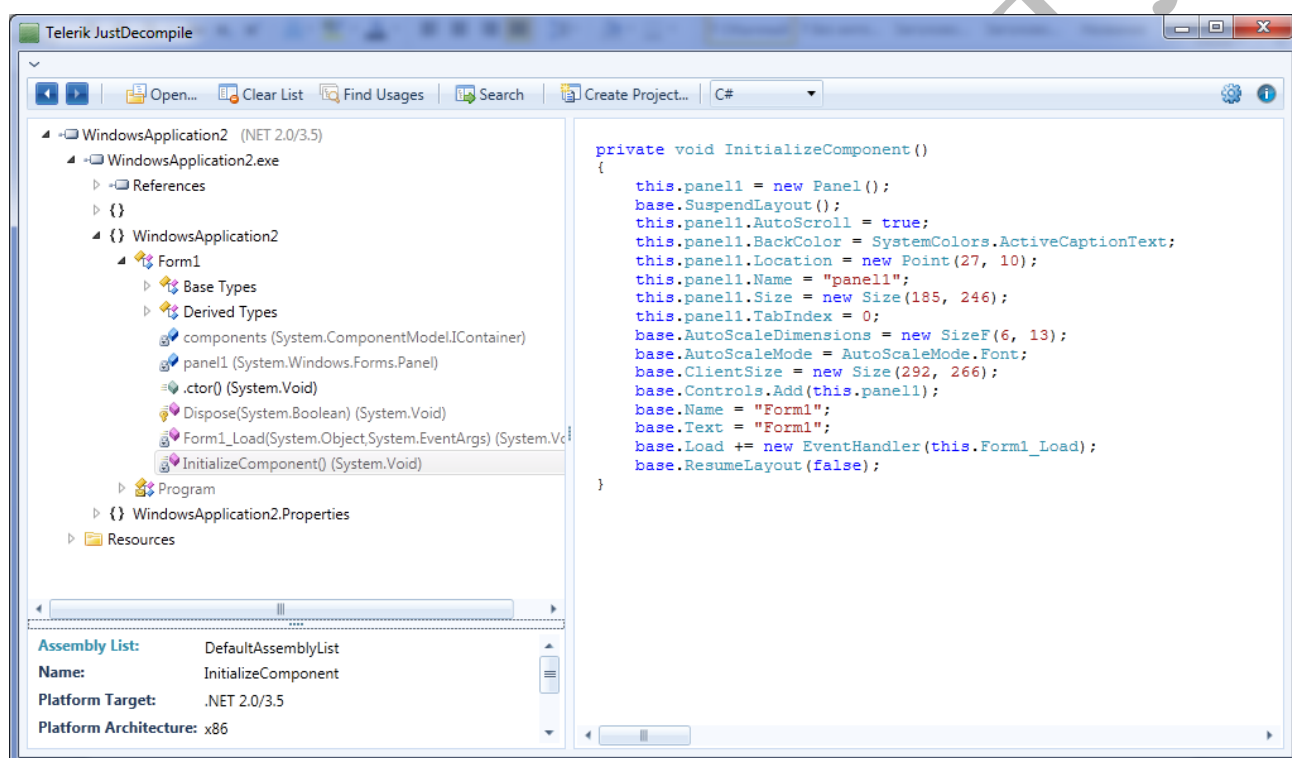 Telerik JustDecompile
Open... Clear List Find Usages Search Create Project... C#
WindowsApplication2 (NET 2.0/3.5)
WindowsApplication2.exe
References
{}
{} WindowsApplication2
Form1
Base Types
Derived Types
components (System.ComponentModel.IContainer)
panel1 (System.Windows.Forms.Panel)
.ctor() (System.Void)
Dispose(System.Boolean) (System.Void)
Form1_Load(System.Object,System.EventArgs) (System.Vo
InitializeComponent() (System.Void)
Program
{} WindowsApplication2.Properties
Resources
Assembly List: DefaultAssemblyList
Name: InitializeComponent
Platform Target: .NET 2.0/3.5
Platform Architecture: x86
private void InitializeComponent()
{
this.panel1 = new Panel();
base.SuspendLayout();
this.panel1.AutoScroll = true;
this.panel1.BackColor = SystemColors.ActiveCaptionText;
this.panel1.Location = new Point(27, 10);
this.panel1.Name = "panel1";
this.panel1.Size = new Size(185, 246);
this.panel1.TabIndex = 0;
base.AutoScaleDimensions = new SizeF(6, 13);
base.AutoScaleMode = AutoScaleMode.Font;
base.ClientSize = new Size(292, 266);
base.Controls.Add(this.panel1);
base.Name = "Form1";
base.Text = "Form1";
base.Load += new EventHandler(this.Form1_Load);
base.ResumeLayout(false);
}